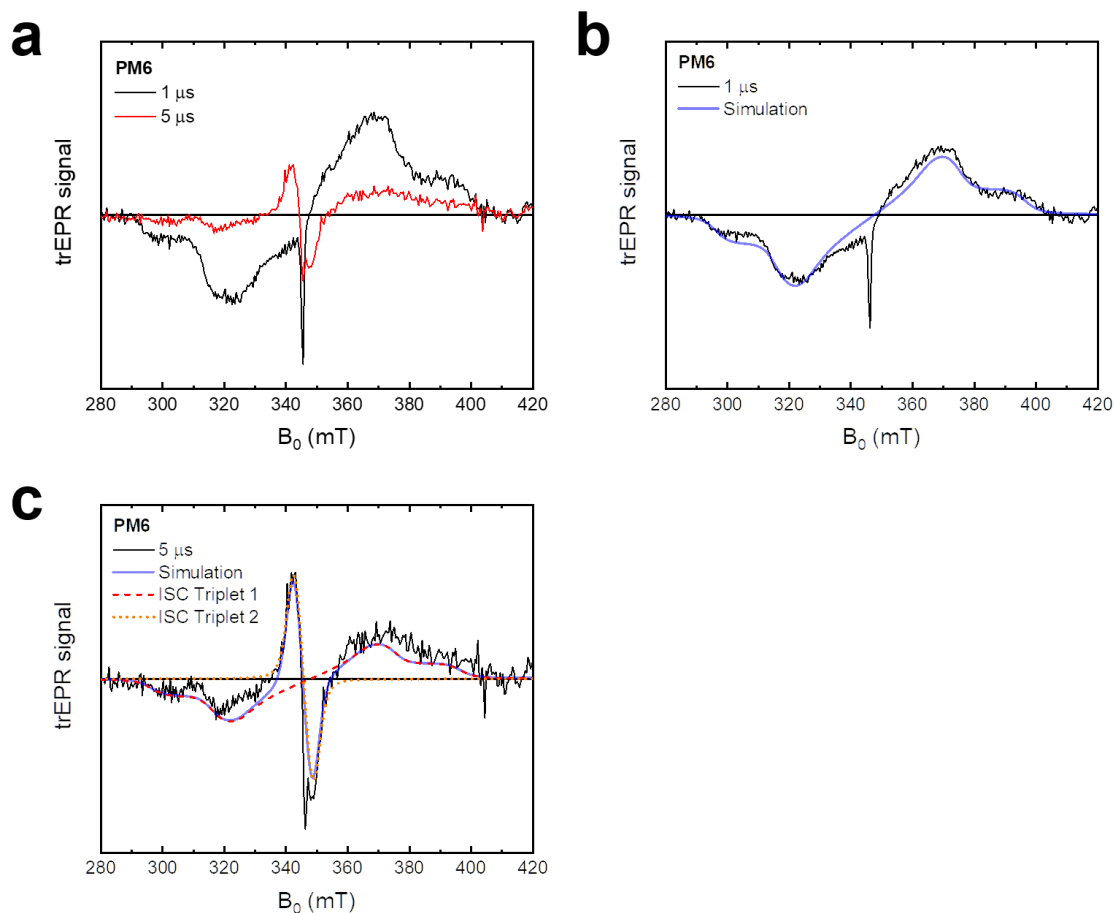 a
PM6
1 μs
5 μs
trEPR signal
280 300 320 340 360 380 400 420
B0 (mT)
b
PM6
1 μs
Simulation
trEPR signal
280 300 320 340 360 380 400 420
B0 (mT)
c
PM6
5 μs
Simulation
ISC Triplet 1
ISC Triplet 2
trEPR signal
280 300 320 340 360 380 400 420
B0 (mT)